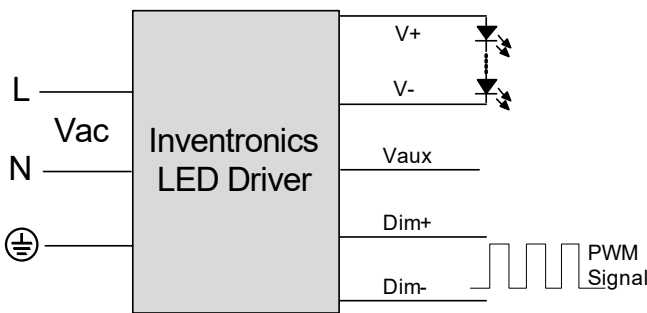 L
Vac
N
Inventronics
LED Driver
V+
V-
Vaux
Dim+
Dim-
PWM
Signal